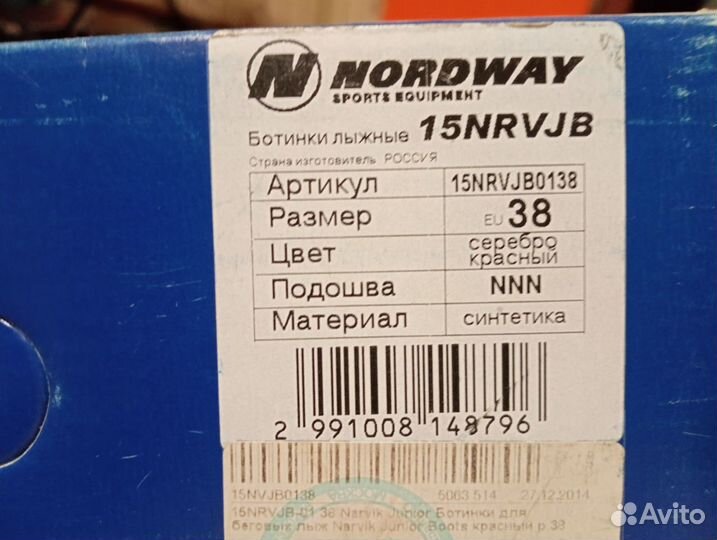 NORDWAY
SPORTS EQUIPMENT
Ботинки лыжные 15NRVJB
Страна изготовитель РОССИЯ
Артикул 15NRVJB0138
Размер EU 38
Цвет серебро красный
Подошва NNN
Материал синтетика
2 991008 148796
15NVJB0138 5063 514 27.12.2014
15NRVJB-01 38 Narvik Junior Ботинки для
беговых лыж Narvik Junior Boots красный р.38
Avito